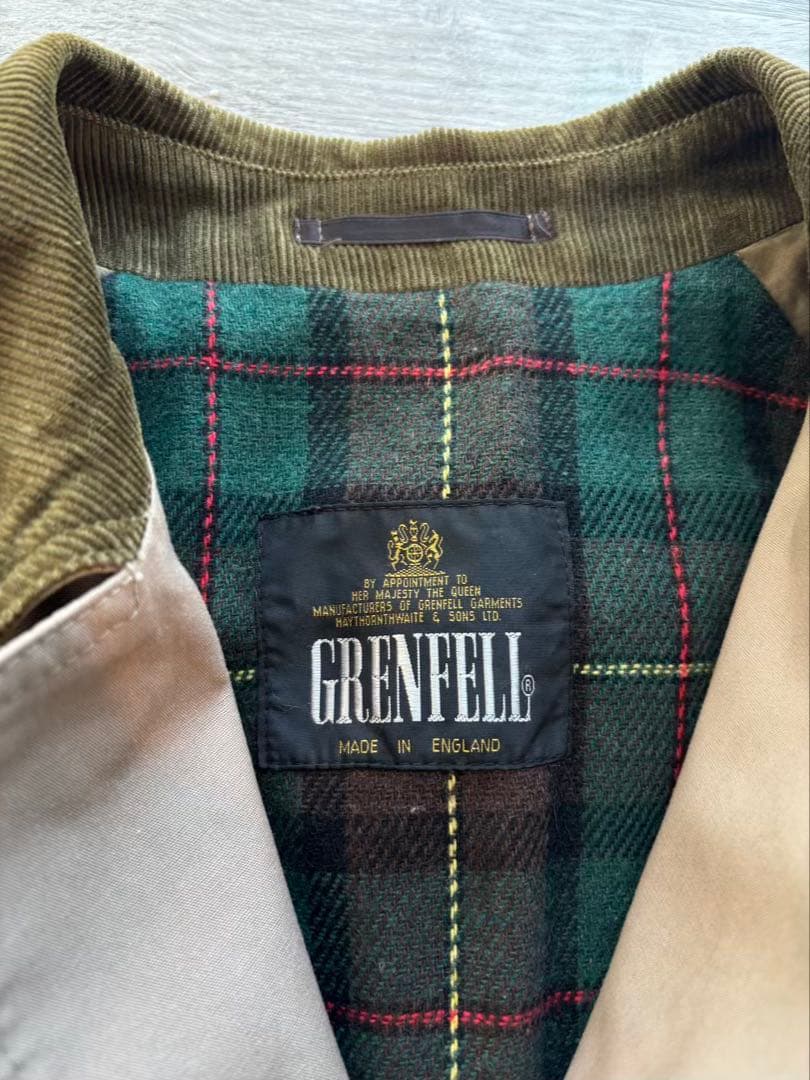 BY APPOINTMENT TO
HER MAJESTY THE QUEEN
MANUFACTURERS OF GRENFELL GARMENTS
HAYTHORNTHWAITE & SONS LTD.
GRENFELL®
MADE IN ENGLAND